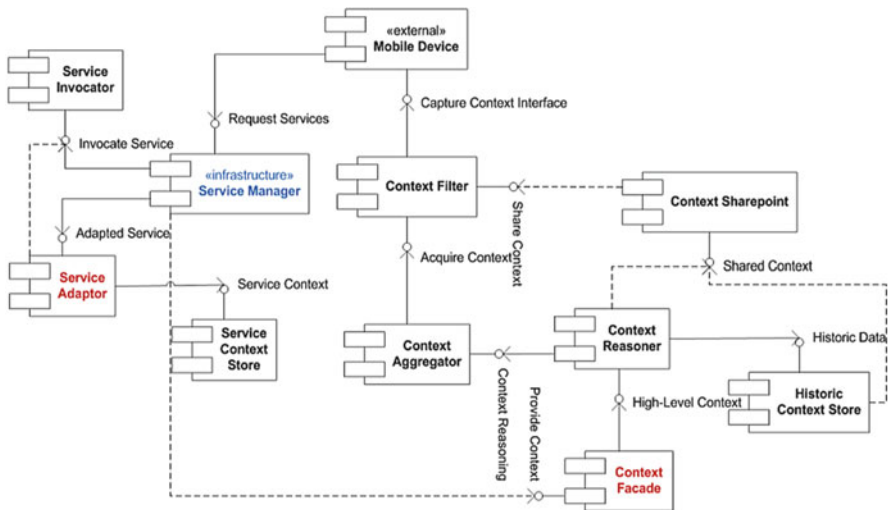 «external»
Mobile Device
Service
Invocator
Capture Context Interface
Request Services
Invocate Service
«infrastructure»
Service Manager
Context Filter
Context Sharepoint
Share Context
Adapted Service
Acquire Context
Shared Context
Service
Adaptor
Service Context
Service
Context
Store
Context
Aggregator
Context
Reasoner
Historic Data
Context Reasoning
Provide Context
High-Level Context
Historic
Context Store
Context
Facade